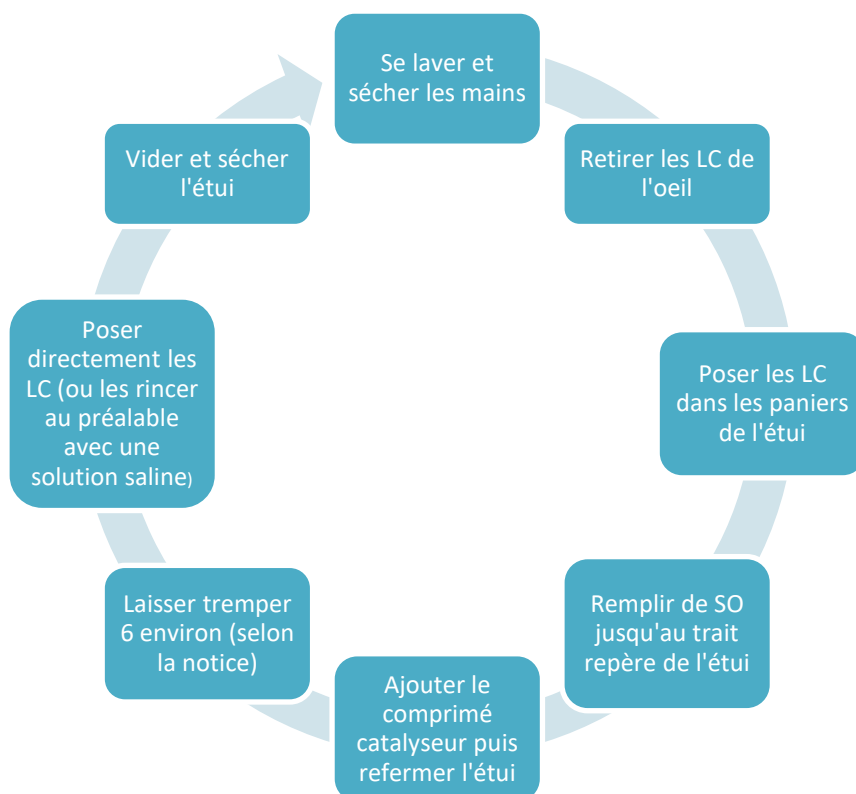 Se laver et
sécher les mains
Retirer les LC de
l'oeil
Poser les LC
dans les paniers
de l'étui
Remplir de SO
jusqu'au trait
repère de l'étui
Ajouter le
comprimé
catalyseur puis
refermer l'étui
Laisser tremper
6 environ (selon
la notice)
Poser
directement les
LC (ou les rincer
au préalable
avec une
solution saline)
Vider et sécher
l'étui